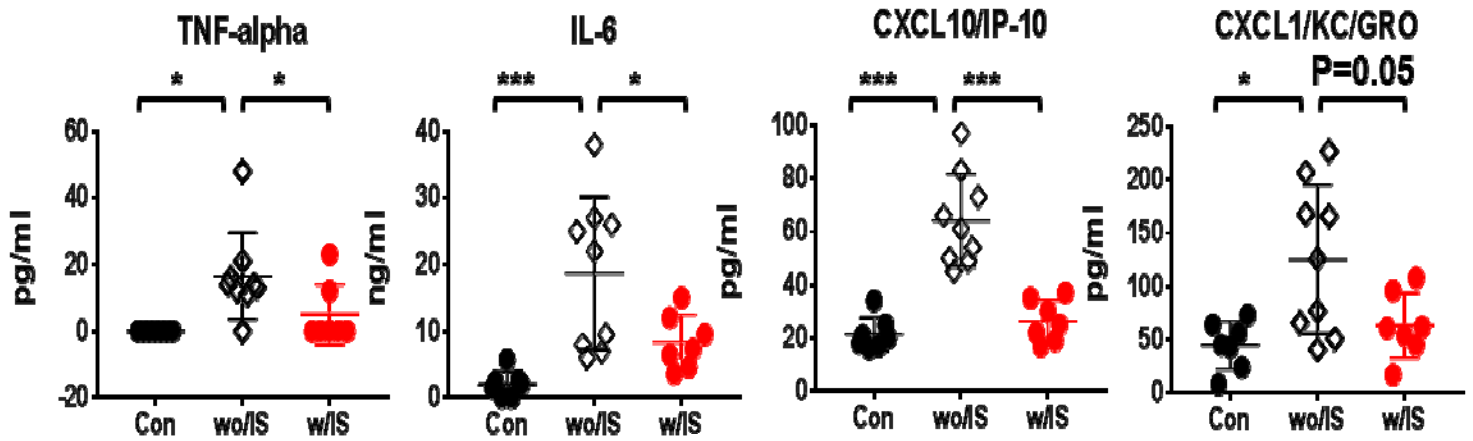 TNF-alpha
* *
pg/ml
60
40
20
0
-20
Con wo/IS w/IS
IL-6
*** *
ng/ml
40
30
20
10
0
Con wo/IS w/IS
CXCL10/IP-10
*** ***
pg/ml
100
80
60
40
20
0
Con wo/IS w/IS
CXCL1/KC/GRO
* P=0.05
pg/ml
250
200
150
100
50
0
Con wo/IS w/IS